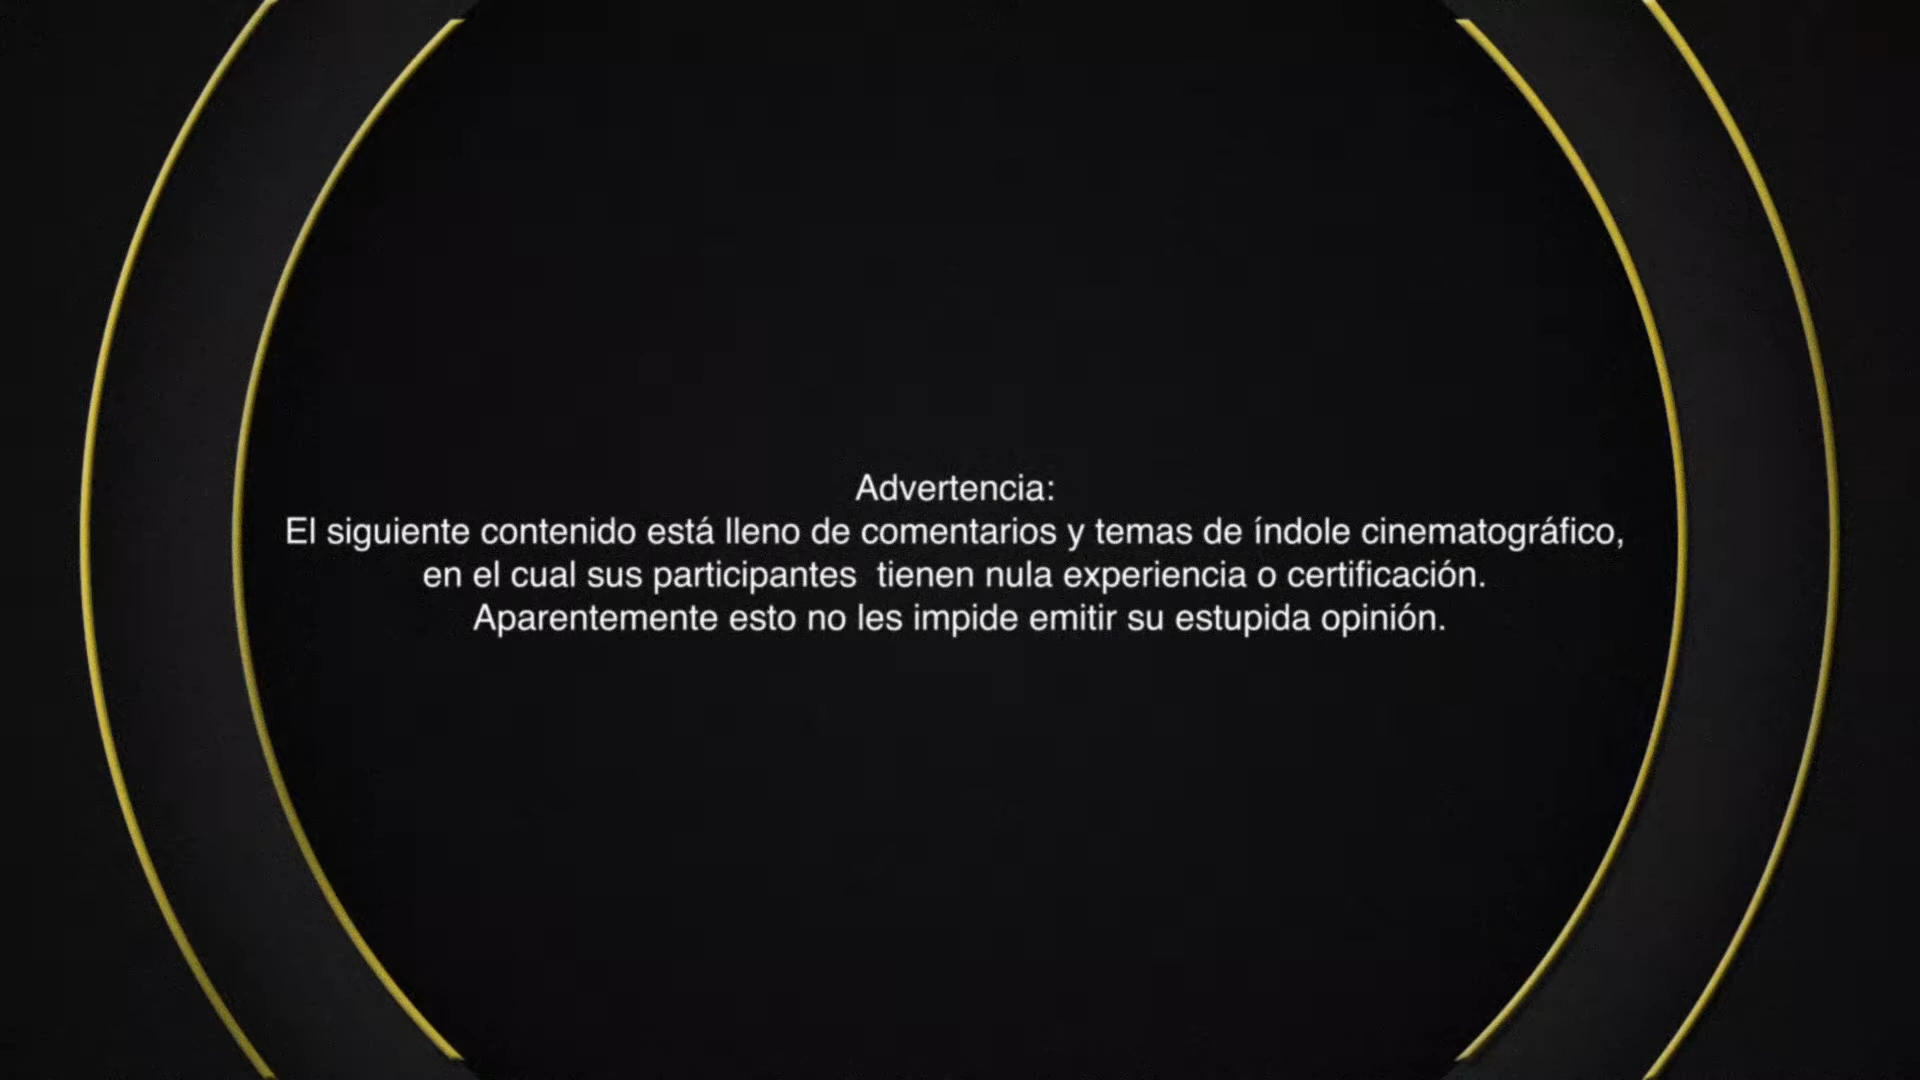 Advertencia:
El siguiente contenido está lleno de comentarios y temas de índole cinematográfico,
en el cual sus participantes  tienen nula experiencia o certificación.
Aparentemente esto no les impide emitir su estupida opinión.